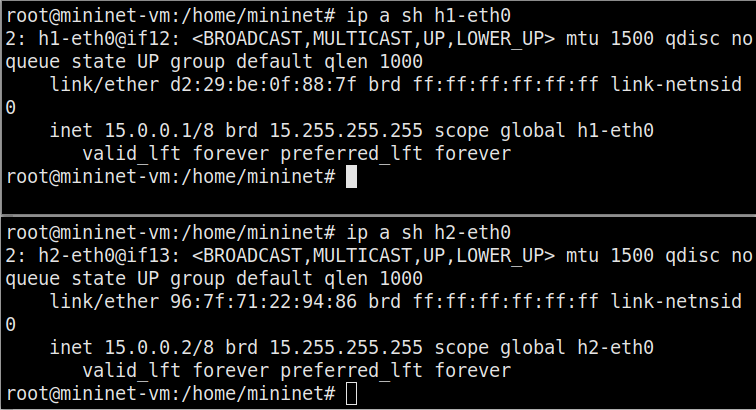 root@mininet-vm:/home/mininet# ip a sh h1-eth0
2: h1-eth0@if12: <BROADCAST,MULTICAST,UP,LOWER_UP> mtu 1500 qdisc no
queue state UP group default qlen 1000
    link/ether d2:29:be:0f:88:7f brd ff:ff:ff:ff:ff:ff link-netnsid
0
    inet 15.0.0.1/8 brd 15.255.255.255 scope global h1-eth0
       valid_lft forever preferred_lft forever
root@mininet-vm:/home/mininet#
root@mininet-vm:/home/mininet# ip a sh h2-eth0
2: h2-eth0@if13: <BROADCAST,MULTICAST,UP,LOWER_UP> mtu 1500 qdisc no
queue state UP group default qlen 1000
    link/ether 96:7f:71:22:94:86 brd ff:ff:ff:ff:ff:ff link-netnsid
0
    inet 15.0.0.2/8 brd 15.255.255.255 scope global h2-eth0
       valid_lft forever preferred_lft forever
root@mininet-vm:/home/mininet#